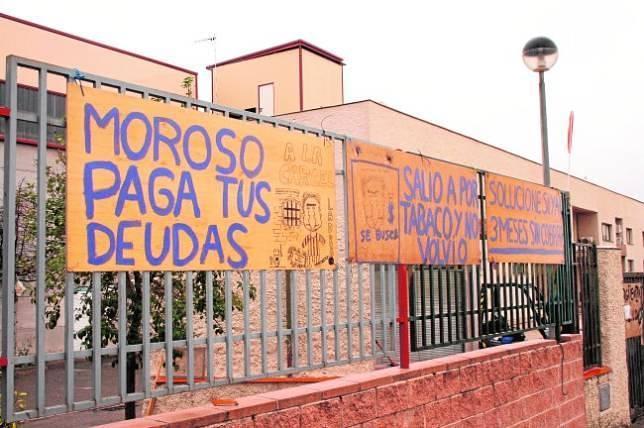 MOROSO
PAGA TUS
DEUDAS
A LA
CARCEL
LADRON
SE BUSCA
SALIO A POR
TABACO Y NO
VOLVIO
SOLUCIONES YA
3 MESES SIN COBRAR